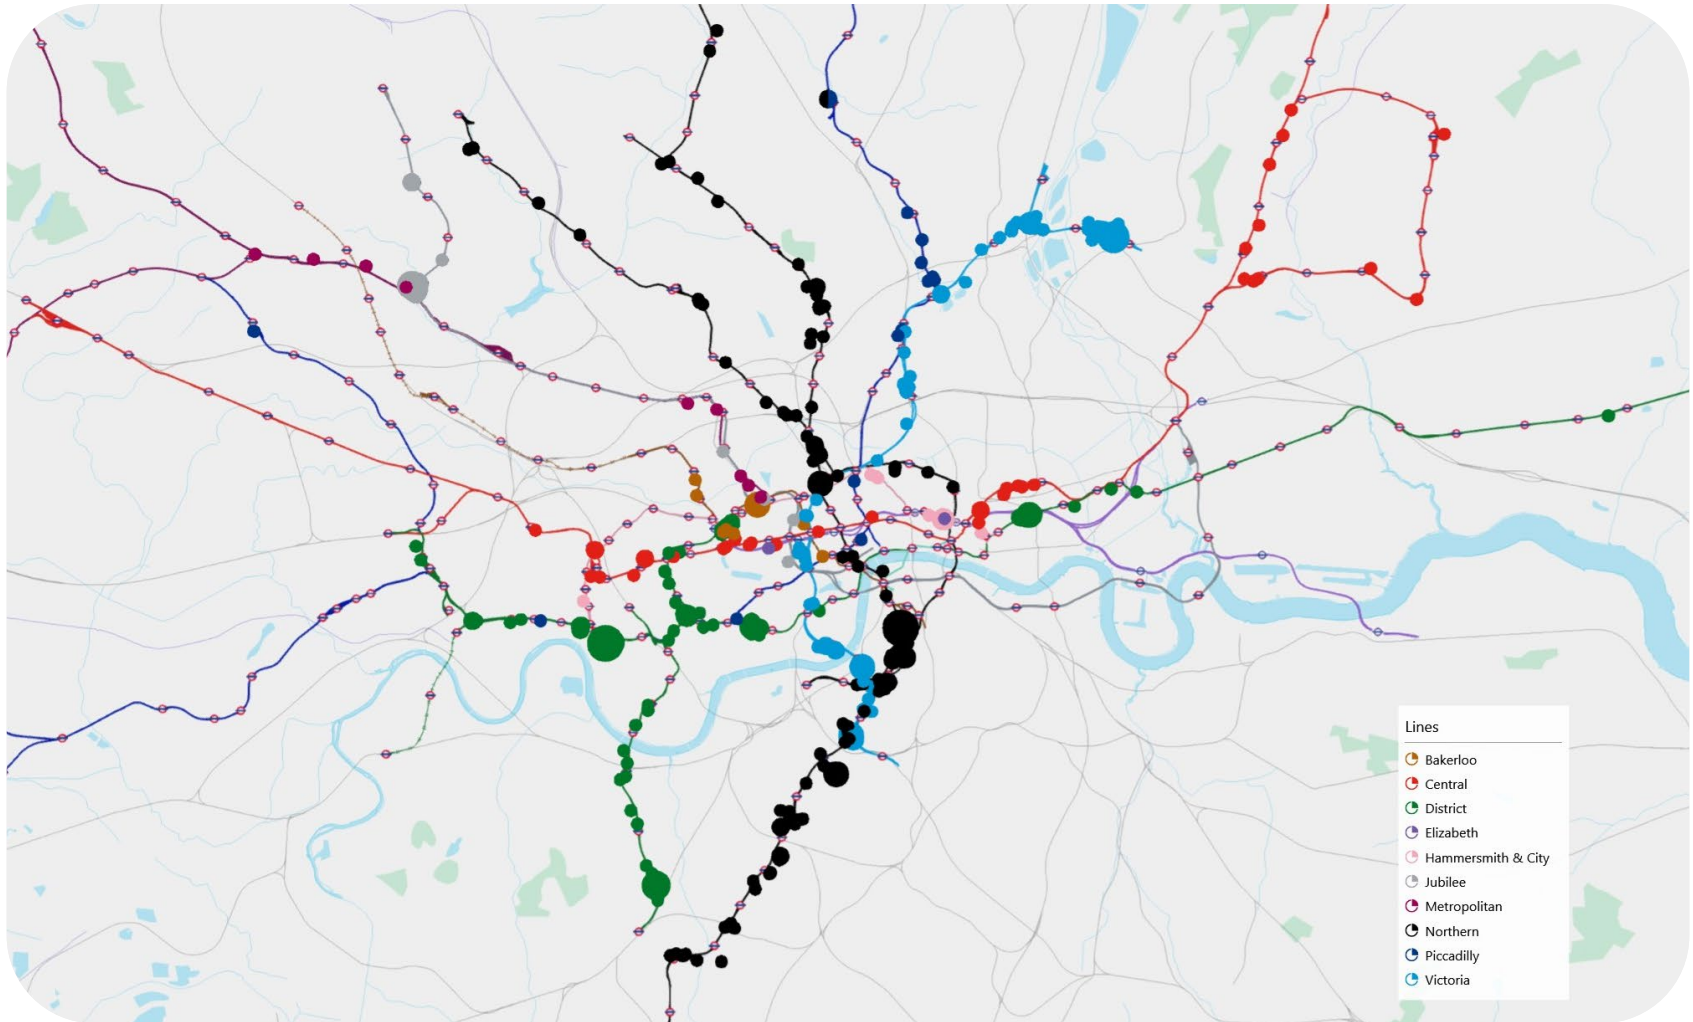 Lines
Bakerloo
Central
District
Elizabeth
Hammersmith & City
Jubilee
Metropolitan
Northern
Piccadilly
Victoria